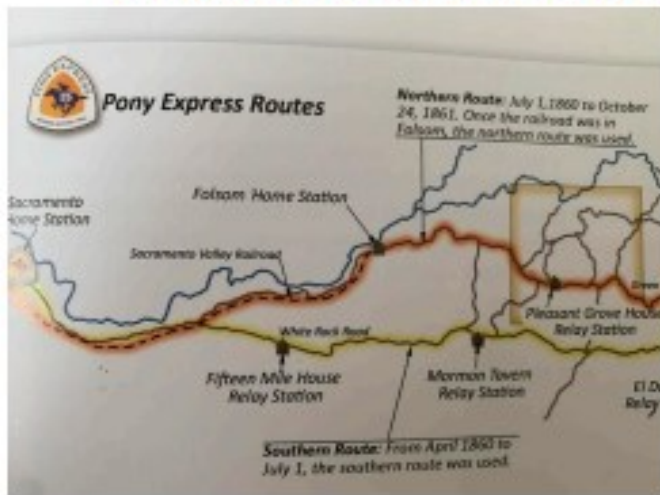 Pony Express Routes
Northern Route: July 1, 1860 to October
24, 1861. Once the railroad was in
Folsom, the northern route was used.
Sacramento
Home Station
Folsom Home Station
Sacramento Valley Railroad
White Rock Road
Pleasant Grove House
Relay Station
Fifteen Mile House
Relay Station
Mormon Tavern
Relay Station
El D
Relay
Southern Route: From April 1860 to
July 1, the southern route was used.